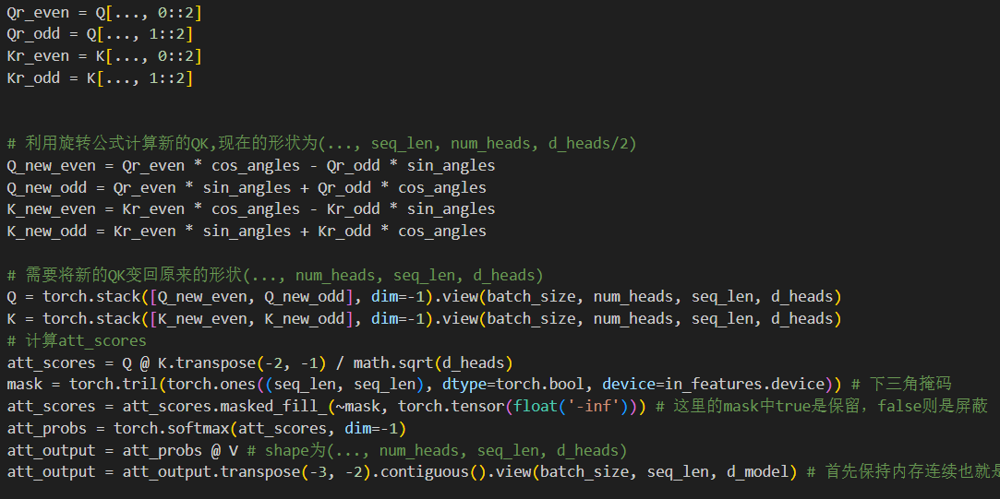 Qr_even = Q[..., 0::2]
Qr_odd = Q[..., 1::2]
Kr_even = K[..., 0::2]
Kr_odd = K[..., 1::2]
# 利用旋转公式计算新的QK,现在的形状为(..., seq_len, num_heads, d_heads/2)
Q_new_even = Qr_even * cos_angles - Qr_odd * sin_angles
Q_new_odd = Qr_even * sin_angles + Qr_odd * cos_angles
K_new_even = Kr_even * cos_angles - Kr_odd * sin_angles
K_new_odd = Kr_even * sin_angles + Kr_odd * cos_angles
# 需要将新的QK变回原来的形状(..., num_heads, seq_len, d_heads)
Q = torch.stack([Q_new_even, Q_new_odd], dim=-1).view(batch_size, num_heads, seq_len, d_heads)
K = torch.stack([K_new_even, K_new_odd], dim=-1).view(batch_size, num_heads, seq_len, d_heads)
# 计算att_scores
att_scores = Q @ K.transpose(-2, -1) / math.sqrt(d_heads)
mask = torch.tril(torch.ones((seq_len, seq_len), dtype=torch.bool, device=in_features.device)) # 下三角掩码
att_scores = att_scores.masked_fill_(~mask, torch.tensor(float('-inf'))) # 这里的mask中true是保留，false则是屏蔽
att_probs = torch.softmax(att_scores, dim=-1)
att_output = att_probs @ V # shape为(..., num_heads, seq_len, d_heads)
att_output = att_output.transpose(-3, -2).contiguous().view(batch_size, seq_len, d_model) # 首先保持内存连续也就是